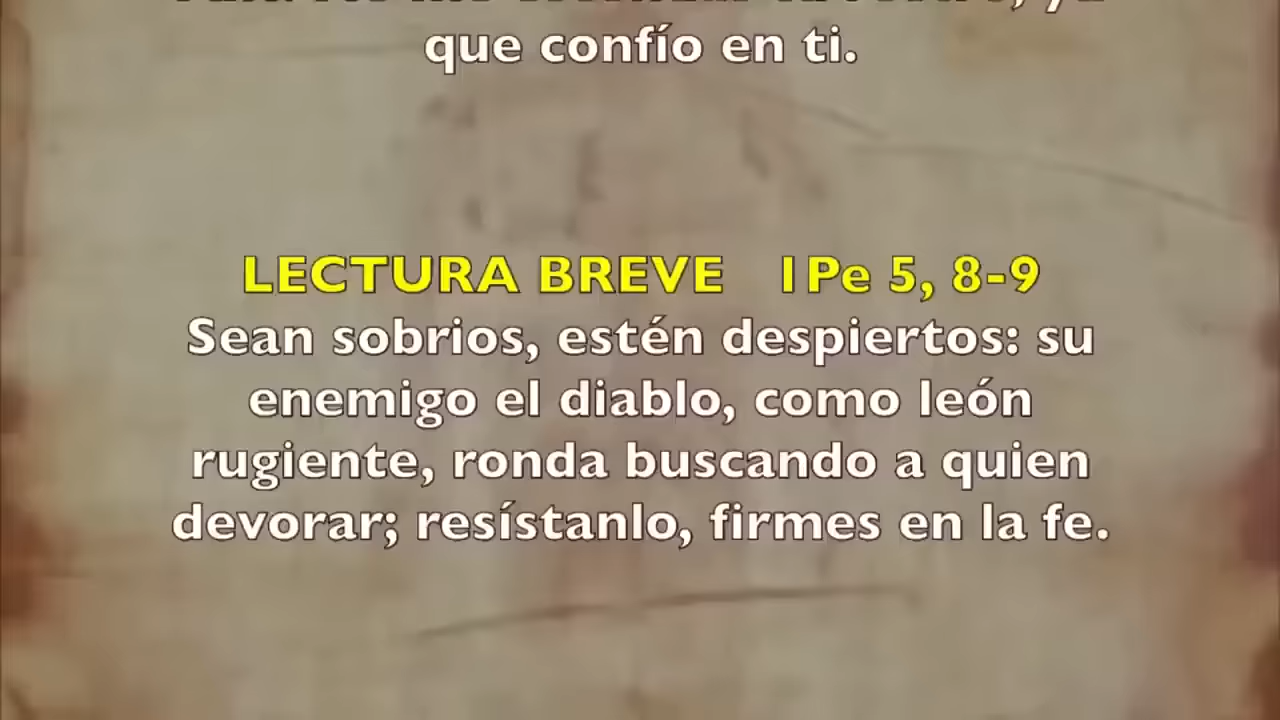 que confío en ti.
LECTURA BREVE 1Pe 5, 8-9
Sean sobrios, estén despiertos: su
enemigo el diablo, como león
rugiente, ronda buscando a quien
devorar; resístanlo, firmes en la fe.